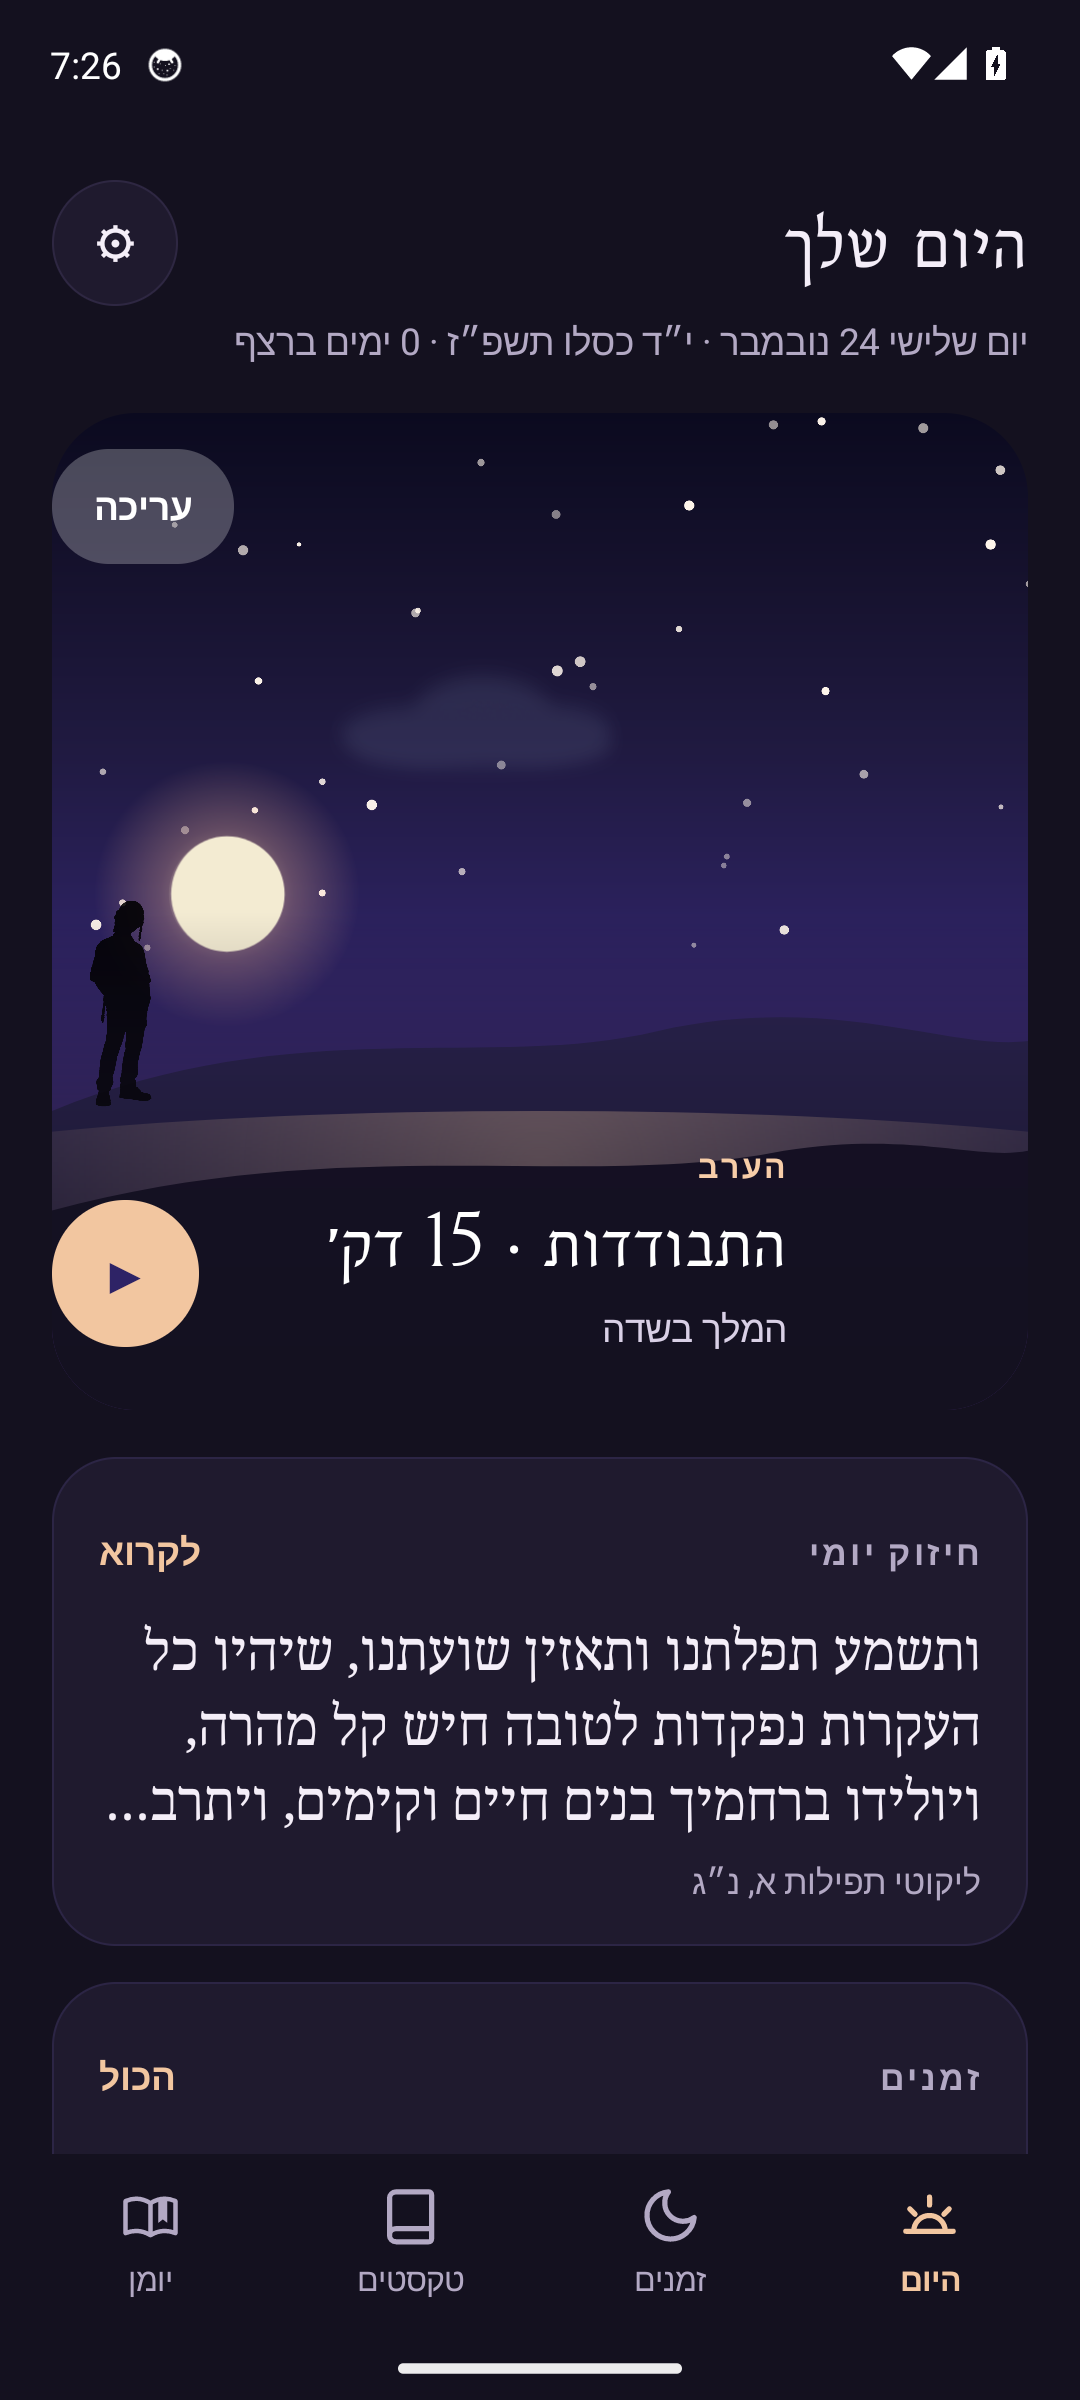 7:26
היום שלך
יום שלישי 24 נובמבר · י״ד כסלו תשפ״ז · 0 ימים ברצף
עריכה
הערב
התבודדות · 15 דק׳
המלך בשדה
חיזוק יומי
לקרוא
ותשמע תפלתנו ותאזין שועתנו, שיהיו כל
העקרות נפקדות לטובה חיש קל מהרה,
ויולידו ברחמיך בנים חיים וקימים, ויתרב...
ליקוטי תפילות א, נ״ג
זמנים
הכול
היום
זמנים
טקסטים
יומן